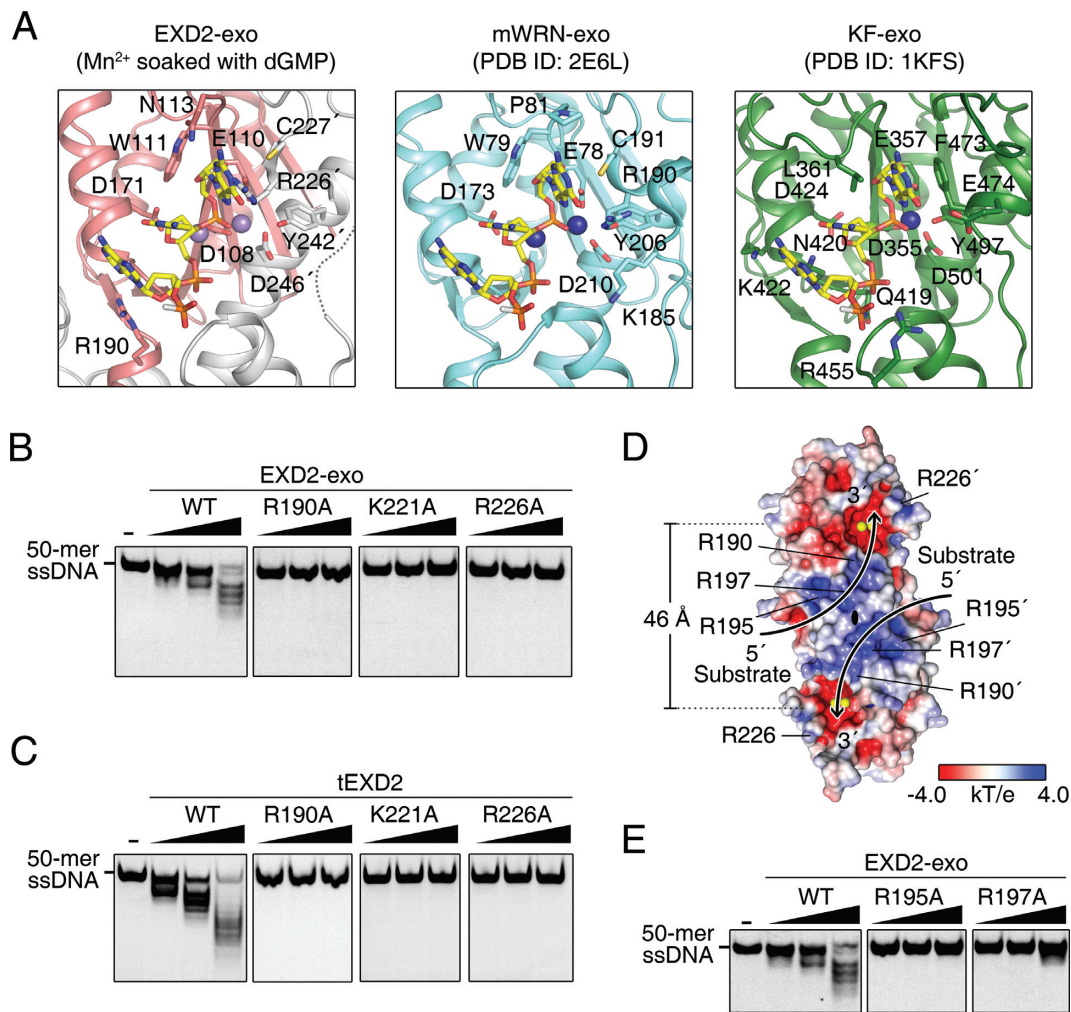 A
EXD2-exo
(Mn²⁺ soaked with dGMP)
mWRN-exo
(PDB ID: 2E6L)
KF-exo
(PDB ID: 1KFS)
N113
C227´
W111
E110
D171
R226´
D108
Y242´
D246´
R190
P81
W79
E78
C191
D173
R190
Y206
D210
K185
E357
F473
L361
D424
E474
N420
D355
Y497
K422
D501
Q419
R455
B
EXD2-exo
WT
R190A
K221A
R226A
–
50-mer
ssDNA
C
tEXD2
WT
R190A
K221A
R226A
–
50-mer
ssDNA
D
3´
R226´
R190
Substrate
5´
R197
46 Å
R195
R195´
5´
R197´
Substrate
R190´
R226
3´
-4.0 kT/e 4.0
E
EXD2-exo
WT
R195A
R197A
–
50-mer
ssDNA